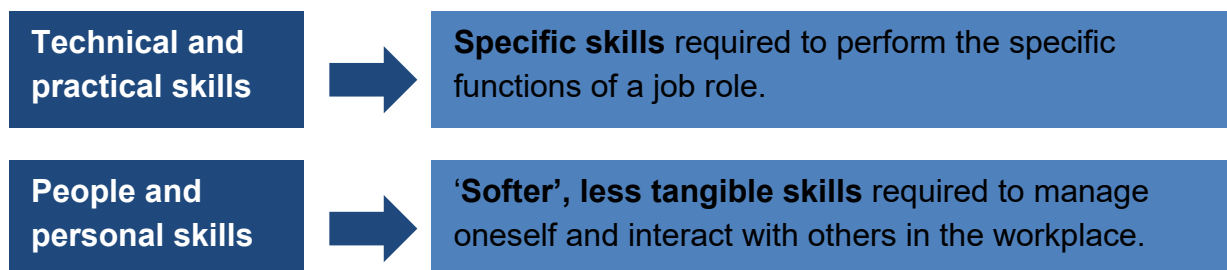 Technical and
practical skills
Specific skills required to perform the specific
functions of a job role.
People and
personal skills
‘Softer’, less tangible skills required to manage
oneself and interact with others in the workplace.